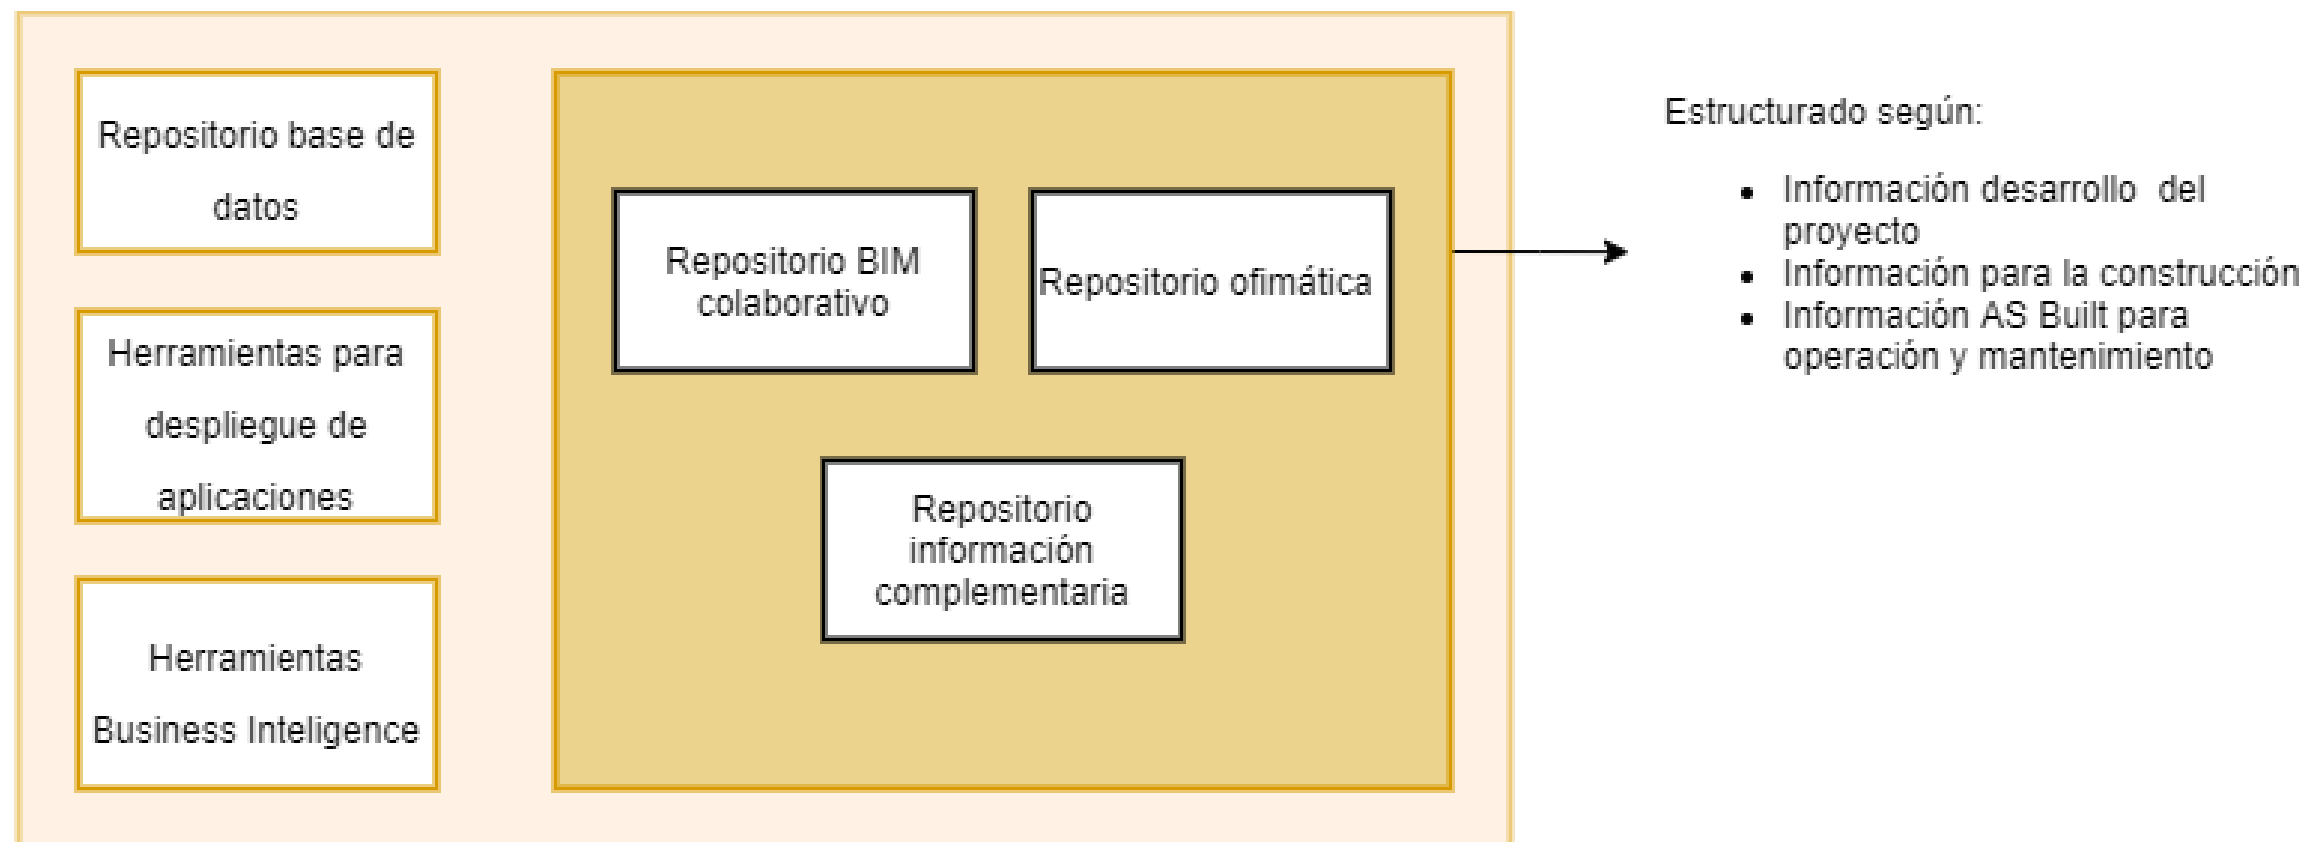 Repositorio base de
datos
Herramientas para
despliegue de
aplicaciones
Herramientas
Business Inteligence
Repositorio BIM
colaborativo
Repositorio ofimática
Repositorio
información
complementaria
Estructurado según:
• Información desarrollo del
proyecto
• Información para la construcción
• Información AS Built para
operación y mantenimiento